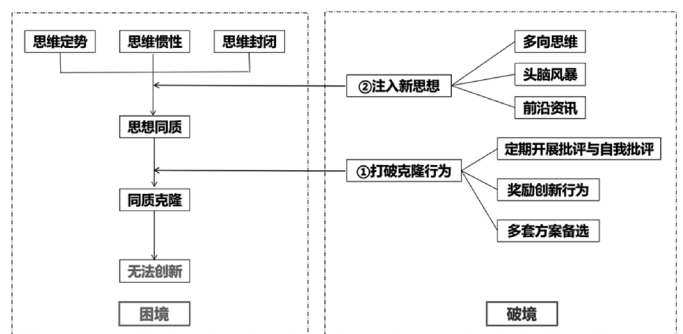 思维定势
思维惯性
思维封闭
思想同质
同质克隆
无法创新
困境
②注入新思想
多向思维
头脑风暴
前沿资讯
①打破克隆行为
定期开展批评与自我批评
奖励创新行为
多套方案备选
破境